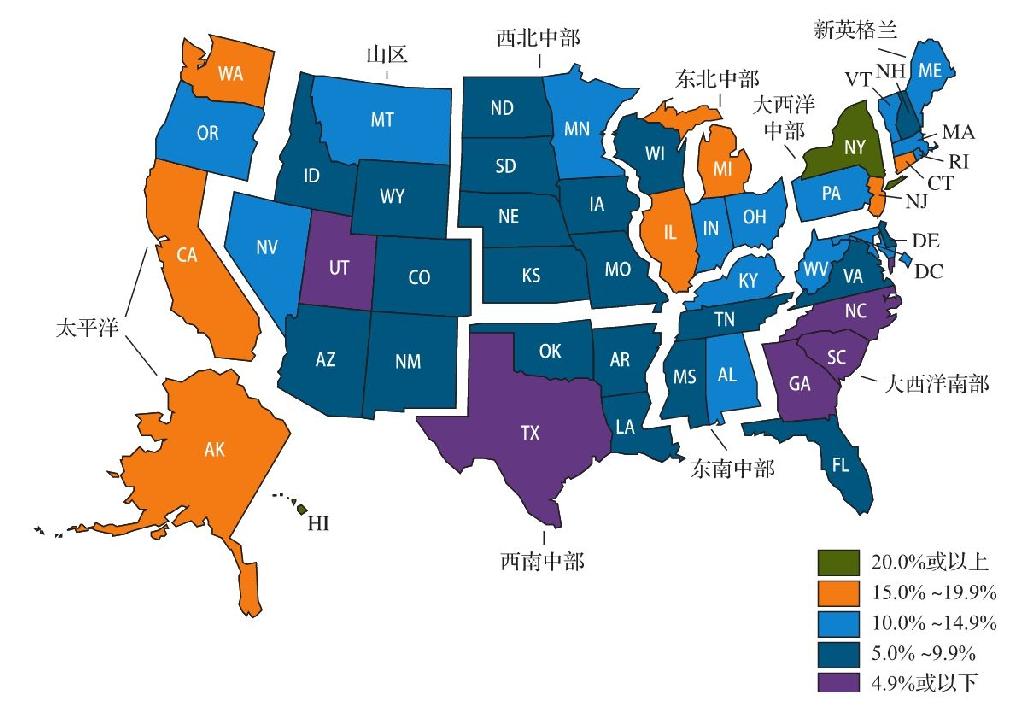 新英格兰
西北中部
山区
东北中部
大西洋
中部
WA
OR
CA
NV
ID
MT
WY
UT
CO
AZ
NM
ND
SD
NE
KS
MN
IA
MO
WI
IL
MI
IN
OH
KY
TN
MS
AL
OK
AR
TX
LA
NY
PA
VT
NH
ME
MA
RI
CT
NJ
DE
DC
WV
VA
NC
SC
GA
FL
太平洋
AK
HI
西南中部
东南中部
大西洋南部
20.0%或以上
15.0% ~19.9%
10.0% ~14.9%
5.0% ~9.9%
4.9%或以下